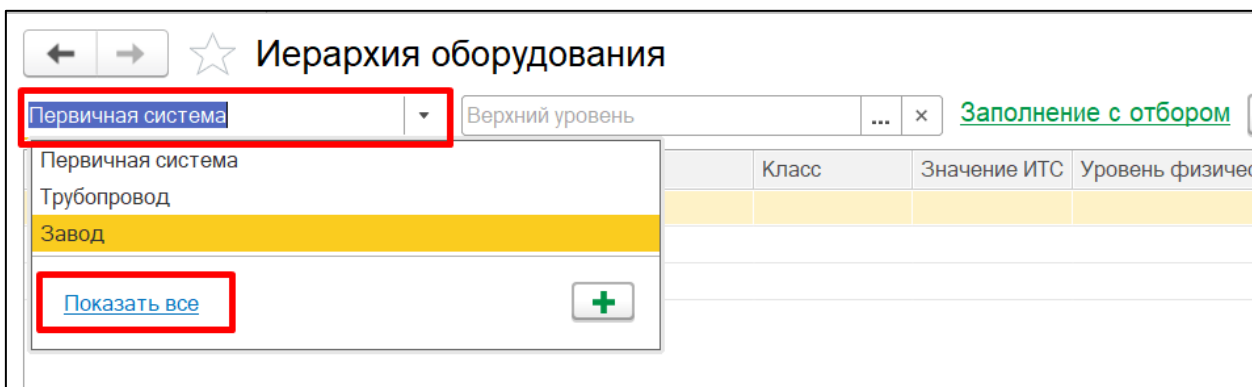 Иерархия оборудования
Первичная система Верхний уровень ... × Заполнение с отбором
Первичная система Класс Значение ИТС Уровень физичес
Трубопровод
Завод
Показать все